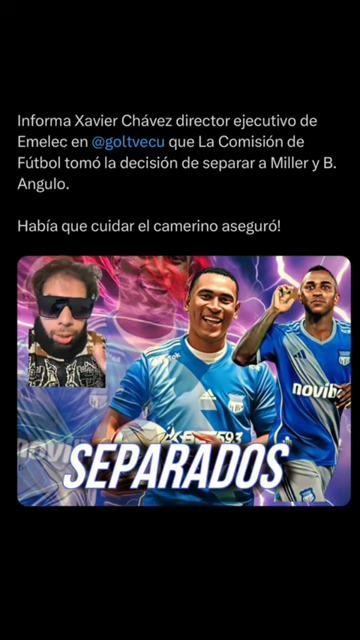 Informa Xavier Chávez director ejecutivo de
Emelec en @goltvecu que La Comisión de
Fútbol tomó la decisión de separar a Miller y B.
Angulo.
Había que cuidar el camerino aseguró!
novib
SEPARADOS